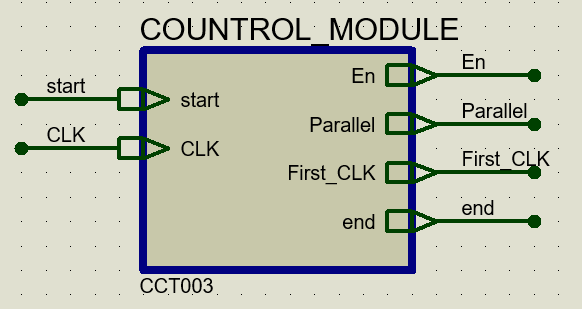 COUNTROL_MODULE
start
CLK
start
CLK
En
Parallel
First_CLK
end
En
Parallel
First_CLK
end
CCT003